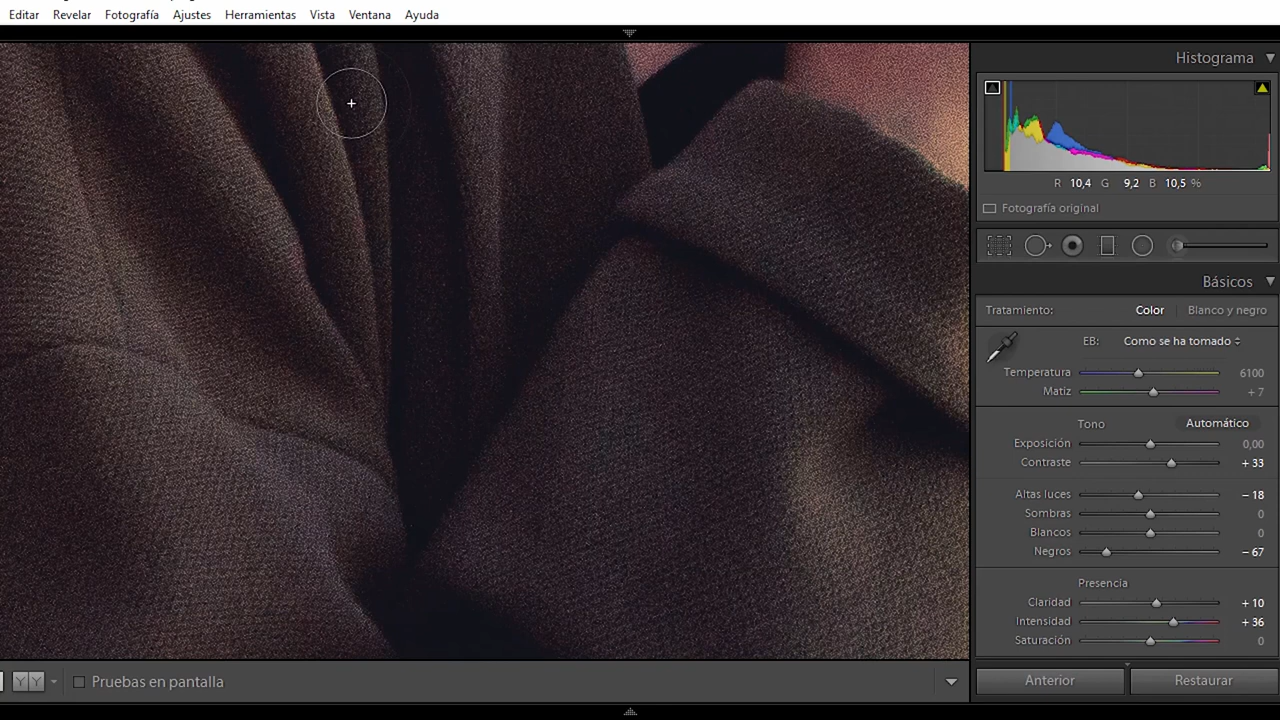 Editar Revelar Fotografía Ajustes Herramientas Vista Ventana Ayuda
Histograma
R 10,4 G 9,2 B 10,5 %
Fotografía original
Básicos
Tratamiento: Color Blanco y negro
EB: Como se ha tomado
Temperatura 6100
Matiz + 7
Tono Automático
Exposición 0,00
Contraste + 33
Altas luces − 18
Sombras 0
Blancos 0
Negros − 67
Presencia
Claridad + 10
Intensidad + 36
Saturación 0
YY Pruebas en pantalla
Anterior Restaurar